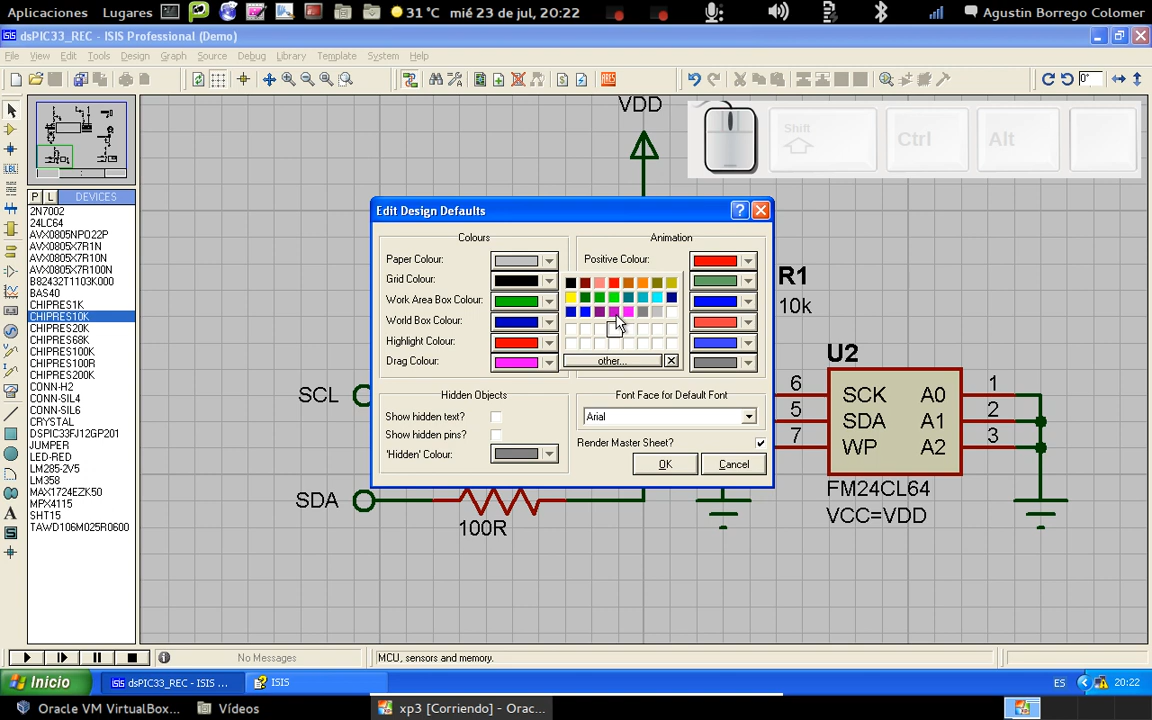 Aplicaciones Lugares 31 °C mié 23 de jul, 20:22 Agustin Borrego Colomer
dsPIC33_REC - ISIS Professional (Demo)
File View Edit Tools Design Graph Source Debug Library Template System Help
0°
VDD
Shift
Ctrl
Alt
P L DEVICES
2N7002
24LC64
AVX0805NPO22P
AVX0805X7R1N
AVX0805X7R10N
AVX0805X7R100N
B82432T1103K000
BAS40
CHIPRES1K
CHIPRES10K
CHIPRES20K
CHIPRES68K
CHIPRES100K
CHIPRES100R
CHIPRES200K
CONN-H2
CONN-SIL4
CONN-SIL6
CRYSTAL
DSPIC33FJ12GP201
JUMPER
LED-RED
LM285-2V5
LM358
MAX1724EZK50
MPX4115
SHT15
TAWD106M025R0600
Edit Design Defaults
Colours
Paper Colour:
Grid Colour:
Work Area Box Colour:
World Box Colour:
Highlight Colour:
Drag Colour:
Animation
Positive Colour:
other...
Hidden Objects
Show hidden text?
Show hidden pins?
'Hidden' Colour:
Font Face for Default Font
Arial
Render Master Sheet?
OK
Cancel
R1
10k
U2
SCL
SDA
100R
6 SCK A0 1
5 SDA A1 2
7 WP A2 3
FM24CL64
VCC=VDD
No Messages
MCU, sensors and memory.
Inicio
dsPIC33_REC - ISIS ...
ISIS
ES
20:22
Oracle VM VirtualBox...
Vídeos
xp3 [Corriendo] - Orac...